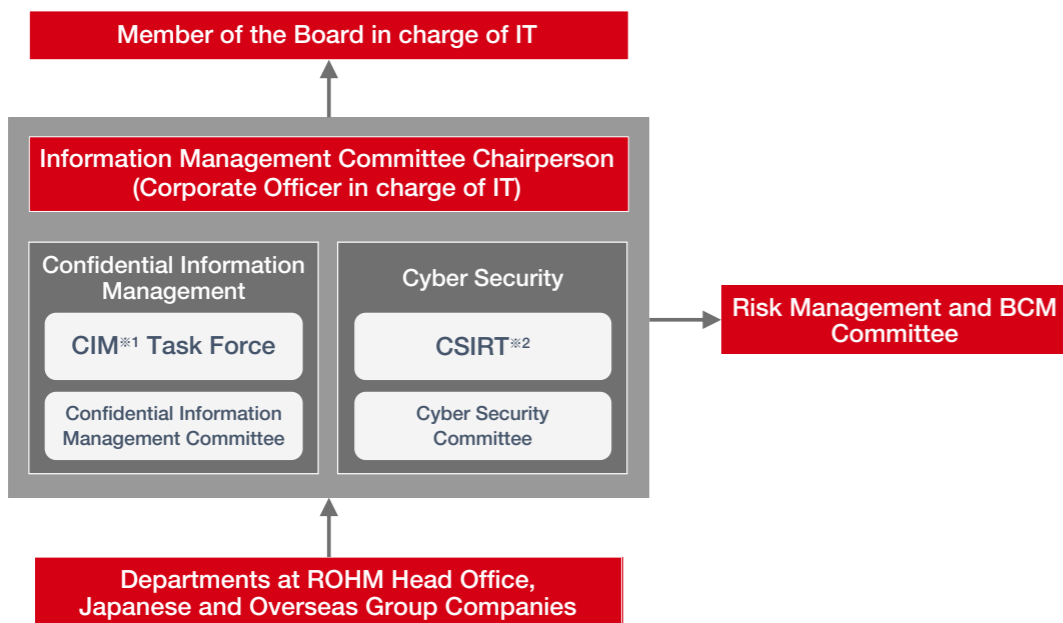 Member of the Board in charge of IT
Information Management Committee Chairperson
(Corporate Officer in charge of IT)
Confidential Information
Management
CIM※1 Task Force
Confidential Information
Management Committee
Cyber Security
CSIRT※2
Cyber Security
Committee
Risk Management and BCM
Committee
Departments at ROHM Head Office,
Japanese and Overseas Group Companies